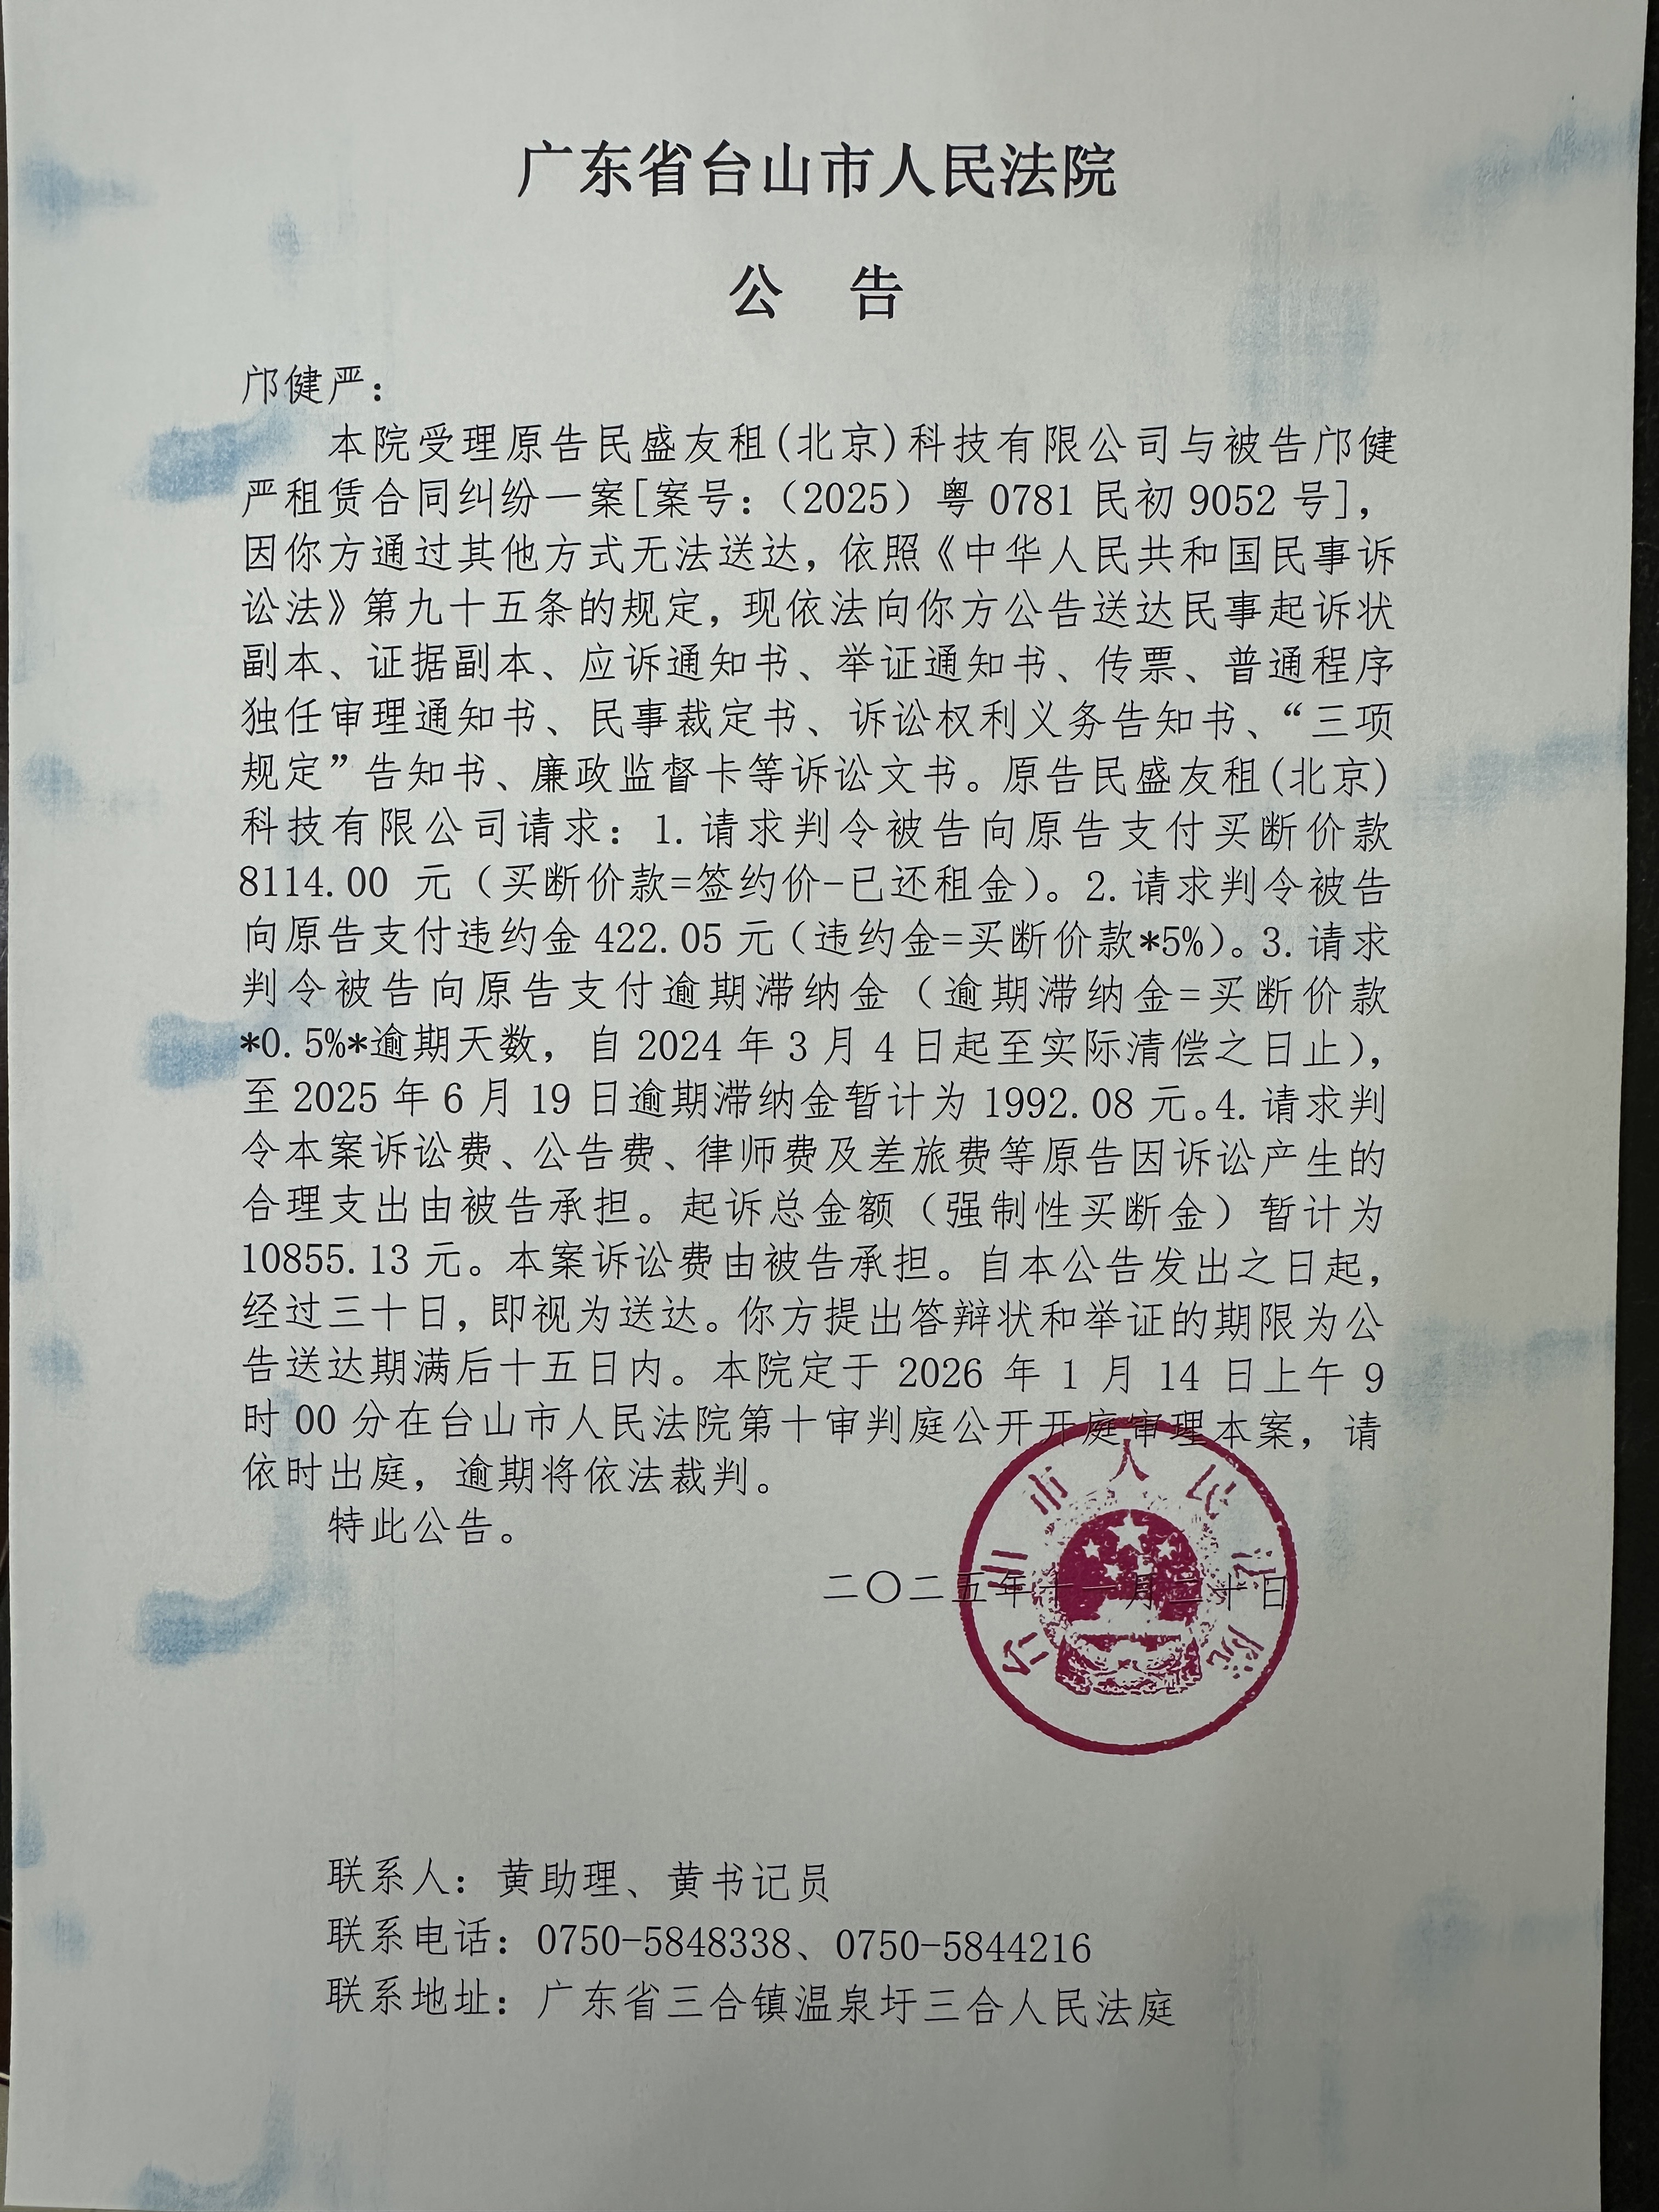 广东省台山市人民法院
公 告
邝健严：
本院受理原告民盛友租(北京)科技有限公司与被告邝健
严租赁合同纠纷一案[案号：（2025）粤 0781 民初 9052 号]，
因你方通过其他方式无法送达，依照《中华人民共和国民事诉
讼法》第九十五条的规定，现依法向你方公告送达民事起诉状
副本、证据副本、应诉通知书、举证通知书、传票、普通程序
独任审理通知书、民事裁定书、诉讼权利义务告知书、“三项
规定”告知书、廉政监督卡等诉讼文书。原告民盛友租(北京)
科技有限公司请求：1.请求判令被告向原告支付买断价款
8114.00 元（买断价款=签约价-已还租金）。2.请求判令被告
向原告支付违约金 422.05 元（违约金=买断价款*5%）。3.请求
判令被告向原告支付逾期滞纳金（逾期滞纳金=买断价款
*0.5%*逾期天数，自 2024 年 3 月 4 日起至实际清偿之日止），
至 2025 年 6 月 19 日逾期滞纳金暂计为 1992.08 元。4.请求判
令本案诉讼费、公告费、律师费及差旅费等原告因诉讼产生的
合理支出由被告承担。起诉总金额（强制性买断金）暂计为
10855.13 元。本案诉讼费由被告承担。自本公告发出之日起，
经过三十日，即视为送达。你方提出答辩状和举证的期限为公
告送达期满后十五日内。本院定于 2026 年 1 月 14 日上午 9
时 00 分在台山市人民法院第十审判庭公开开庭审理本案，请
依时出庭，逾期将依法裁判。
特此公告。
二〇二五年十一月二十日
台山市人民法院
联系人：黄助理、黄书记员
联系电话：0750-5848338、0750-5844216
联系地址：广东省三合镇温泉圩三合人民法庭